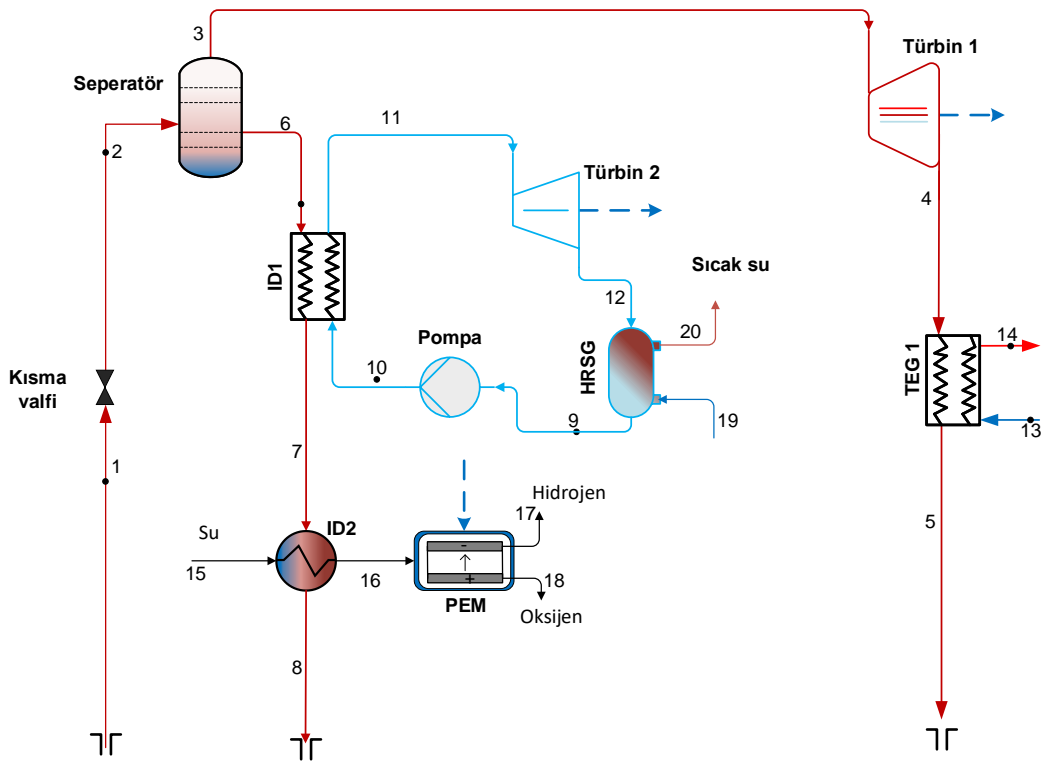 3
Türbin 1
Seperatör
6
11
2
Türbin 2
4
ID1
Sıcak su
12
20
14
Pompa
HRSG
TEG 1
10
Kısma
valfi
9
19
13
7
1
Hidrojen
17
5
Su
ID2
-
15
16
+
18
PEM
Oksijen
8